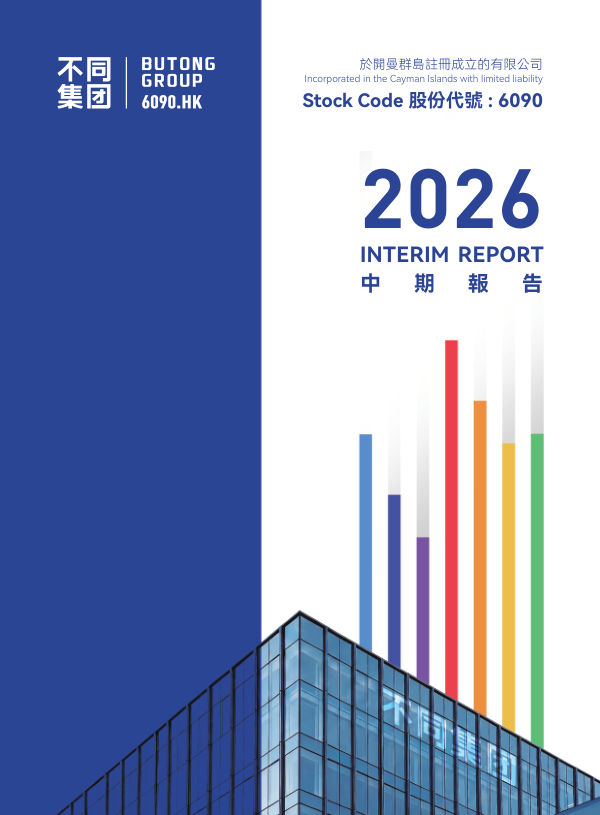 不同
集团
BUTONG
GROUP
6090.HK
於開曼群島註冊成立的有限公司
Incorporated in the Cayman Islands with limited liability
Stock Code 股份代號 : 6090
2026
INTERIM REPORT
中期報告
不同集团